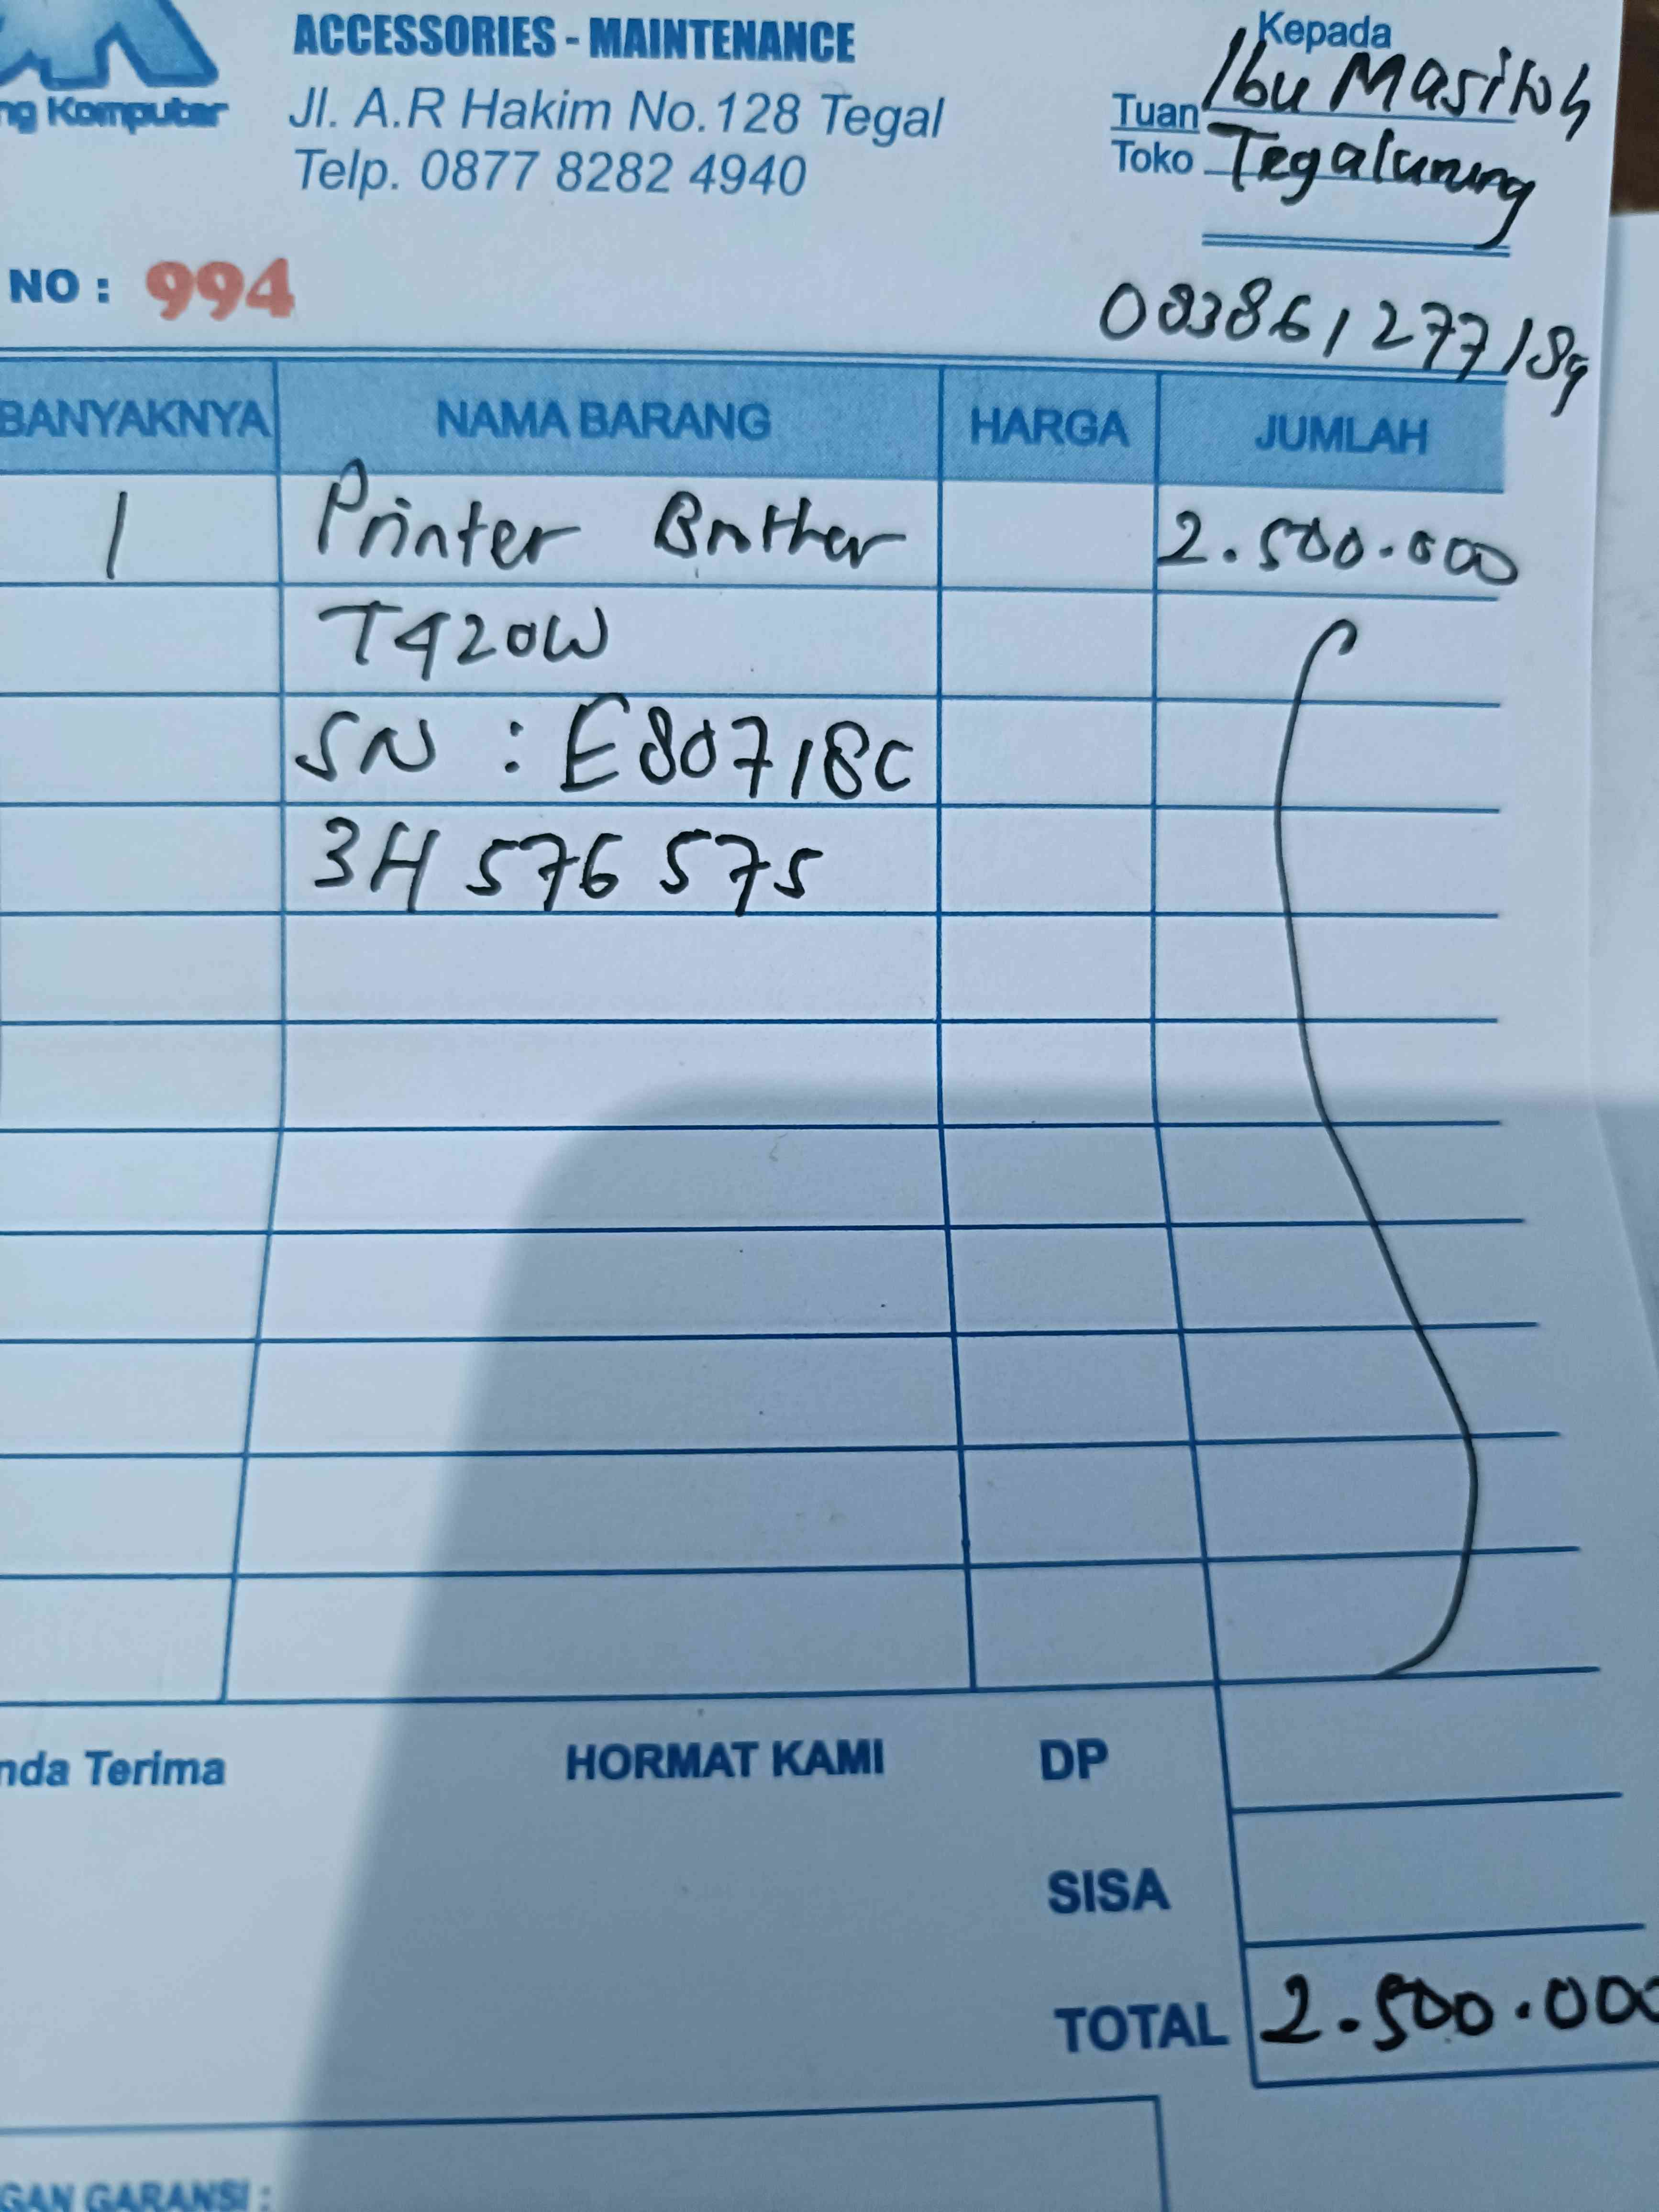 ACCESSORIES - MAINTENANCE
Jl. A.R Hakim No.128 Tegal
Telp. 0877 8282 4940
ng Komputer
Kepada
Tuan Ibu Masitoh
Toko Tegalurung
083861277189
NO : 994
BANYAKNYA NAMA BARANG HARGA JUMLAH
1 Printer Brother 2.500.000
T420W
SN : E80718C
3H576575
nda Terima HORMAT KAMI DP
SISA
TOTAL 2.500.000
GAN GARANSI :